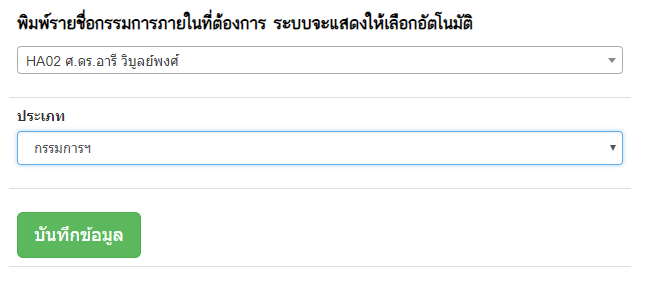 พิมพ์รายชื่อกรรมการภายในที่ต้องการ ระบบจะแสดงให้เลือกอัตโนมัติ
HA02 ศ.ดร.อารี วิบูลย์พงศ์
ประเภท
กรรมการฯ
บันทึกข้อมูล